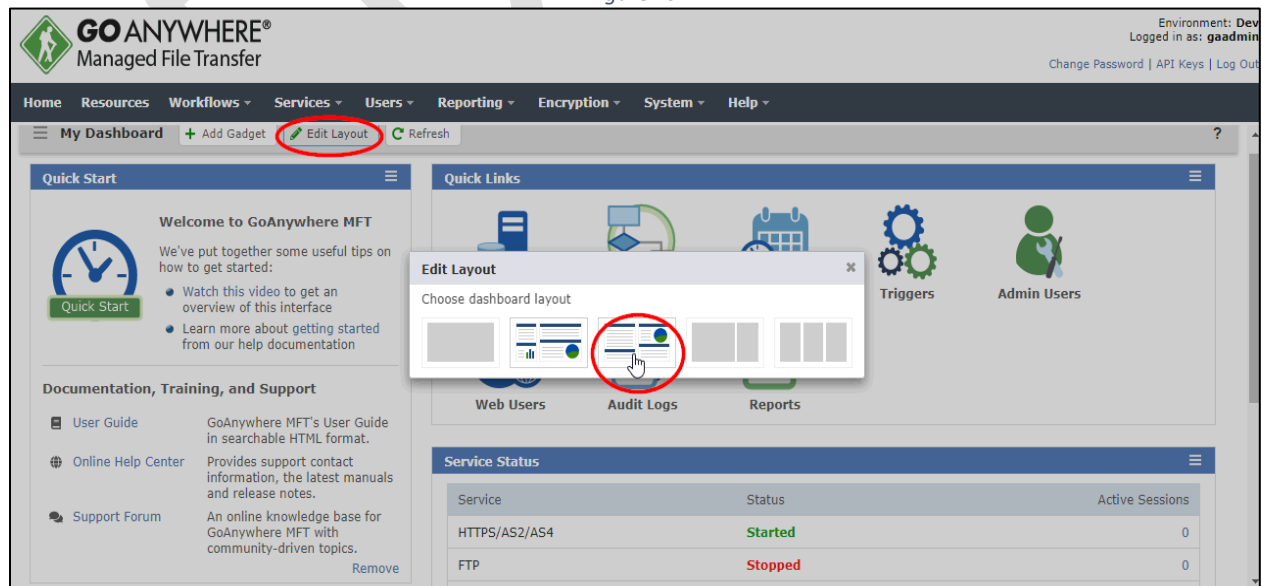 GO ANYWHERE®
Managed File Transfer
Environment: Dev
Logged in as: gaadmin
Change Password | API Keys | Log Out
Home Resources Workflows Services Users Reporting Encryption System Help
My Dashboard + Add Gadget Edit Layout Refresh ?
Quick Start
Welcome to GoAnywhere MFT
We've put together some useful tips on
how to get started:
Watch this video to get an
overview of this interface
Learn more about getting started
from our help documentation
Quick Start
Documentation, Training, and Support
User Guide GoAnywhere MFT's User Guide
in searchable HTML format.
Online Help Center Provides support contact
information, the latest manuals
and release notes.
Support Forum An online knowledge base for
GoAnywhere MFT with
community-driven topics.
Remove
Quick Links
Triggers Admin Users
Edit Layout
Choose dashboard layout
Web Users Audit Logs Reports
Service Status
Service Status Active Sessions
HTTPS/AS2/AS4 Started 0
FTP Stopped 0